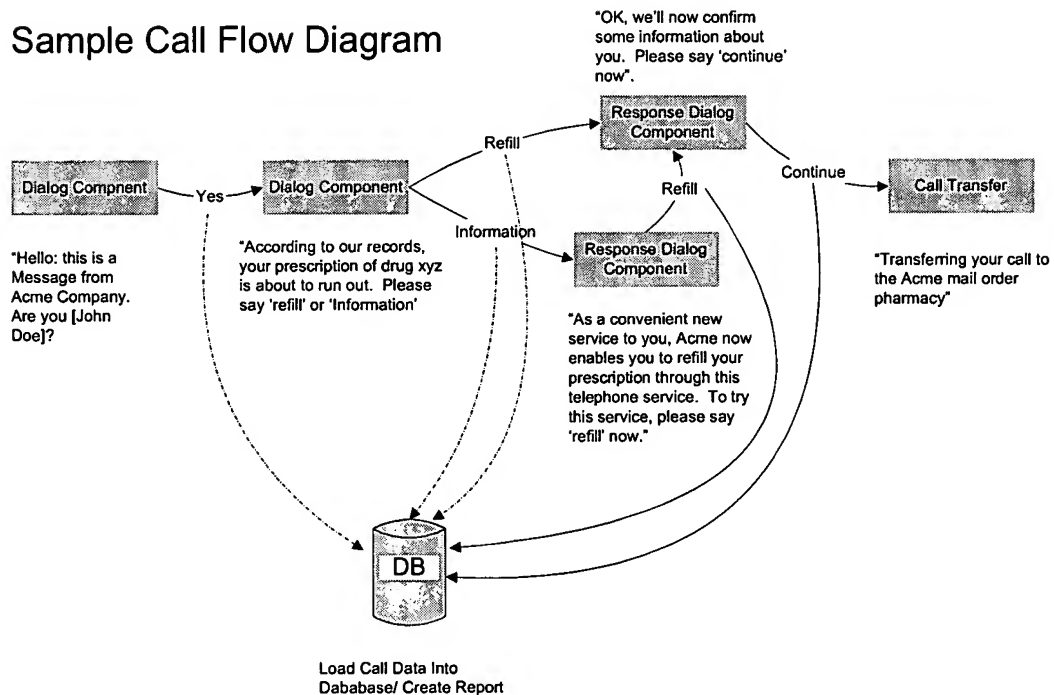 Sample Call Flow Diagram
"OK, we'll now confirm
some information about
you. Please say 'continue'
now".
Response Dialog
Component
Refill
Continue
Dialog Compnent
Yes
Dialog Component
Refill
Call Transfer
Information
Response Dialog
Component
"Hello: this is a
Message from
Acme Company.
Are you [John
Doe]?
"According to our records,
your prescription of drug xyz
is about to run out. Please
say 'refill' or 'Information'
"Transferring your call to
the Acme mail order
pharmacy"
"As a convenient new
service to you, Acme now
enables you to refill your
prescription through this
telephone service. To try
this service, please say
'refill' now."
DB
Load Call Data Into
Dababase/ Create Report